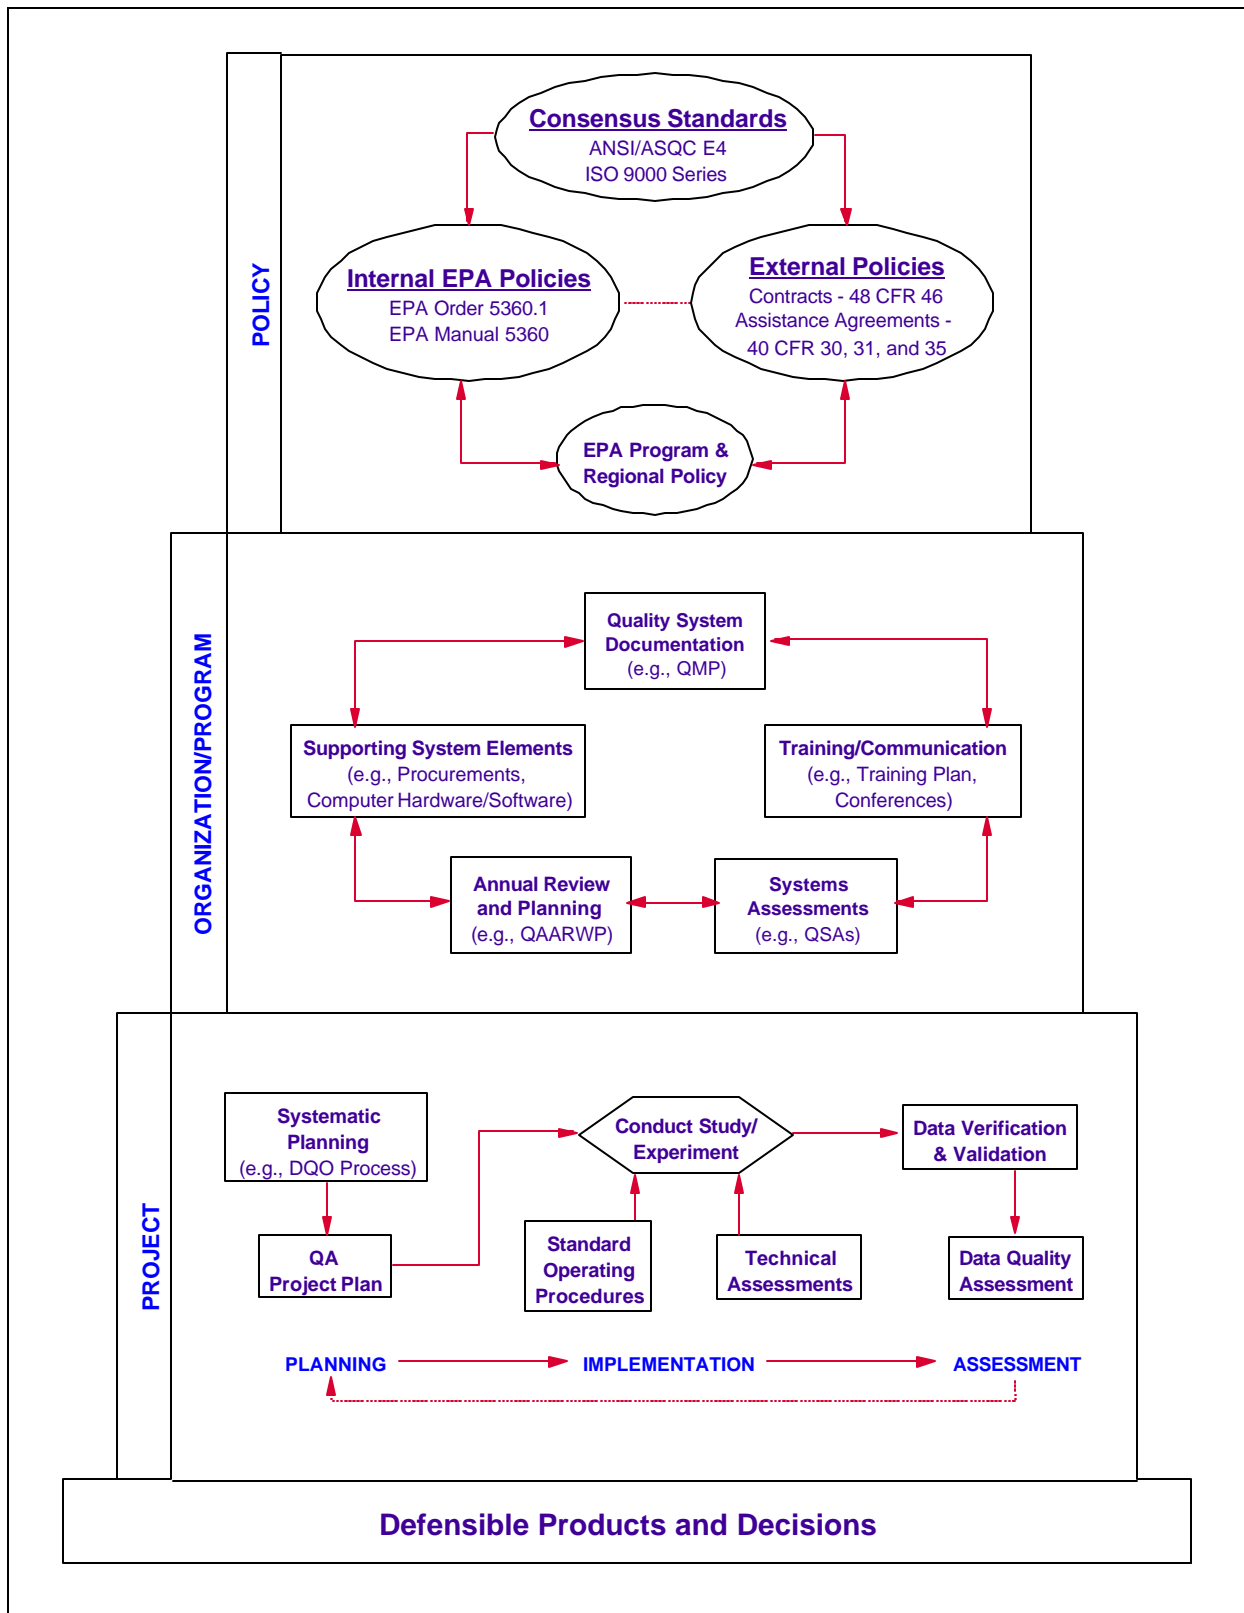 POLICY
Consensus Standards
ANSI/ASQC E4
ISO 9000 Series
Internal EPA Policies
EPA Order 5360.1
EPA Manual 5360
External Policies
Contracts - 48 CFR 46
Assistance Agreements -
40 CFR 30, 31, and 35
EPA Program &
Regional Policy
ORGANIZATION/PROGRAM
Quality System
Documentation
(e.g., QMP)
Supporting System Elements
(e.g., Procurements,
Computer Hardware/Software)
Training/Communication
(e.g., Training Plan,
Conferences)
Annual Review
and Planning
(e.g., QAARWP)
Systems
Assessments
(e.g., QSAs)
PROJECT
Systematic
Planning
(e.g., DQO Process)
QA
Project Plan
Conduct Study/
Experiment
Standard
Operating
Procedures
Technical
Assessments
Data Verification
& Validation
Data Quality
Assessment
PLANNING
IMPLEMENTATION
ASSESSMENT
Defensible Products and Decisions